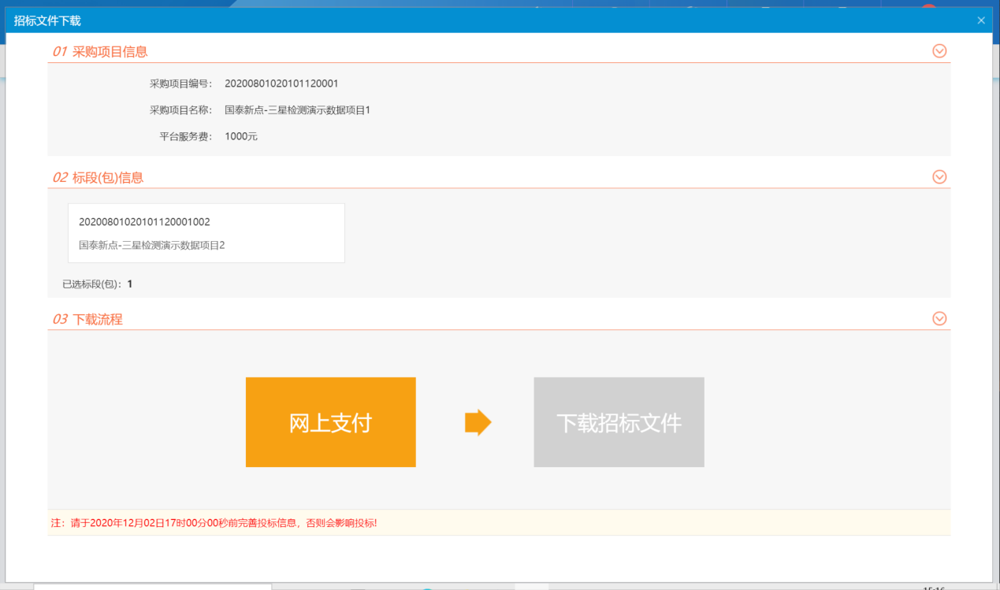 招标文件下载
01 采购项目信息
采购项目编号： 20200801020101120001
采购项目名称： 国泰新点-三星检测演示数据项目1
平台服务费： 1000元
02 标段(包)信息
20200801020101120001002
国泰新点-三星检测演示数据项目2
已选标段(包)：1
03 下载流程
网上支付
下载招标文件
注：请于2020年12月02日17时00分00秒前完善投标信息，否则会影响投标!